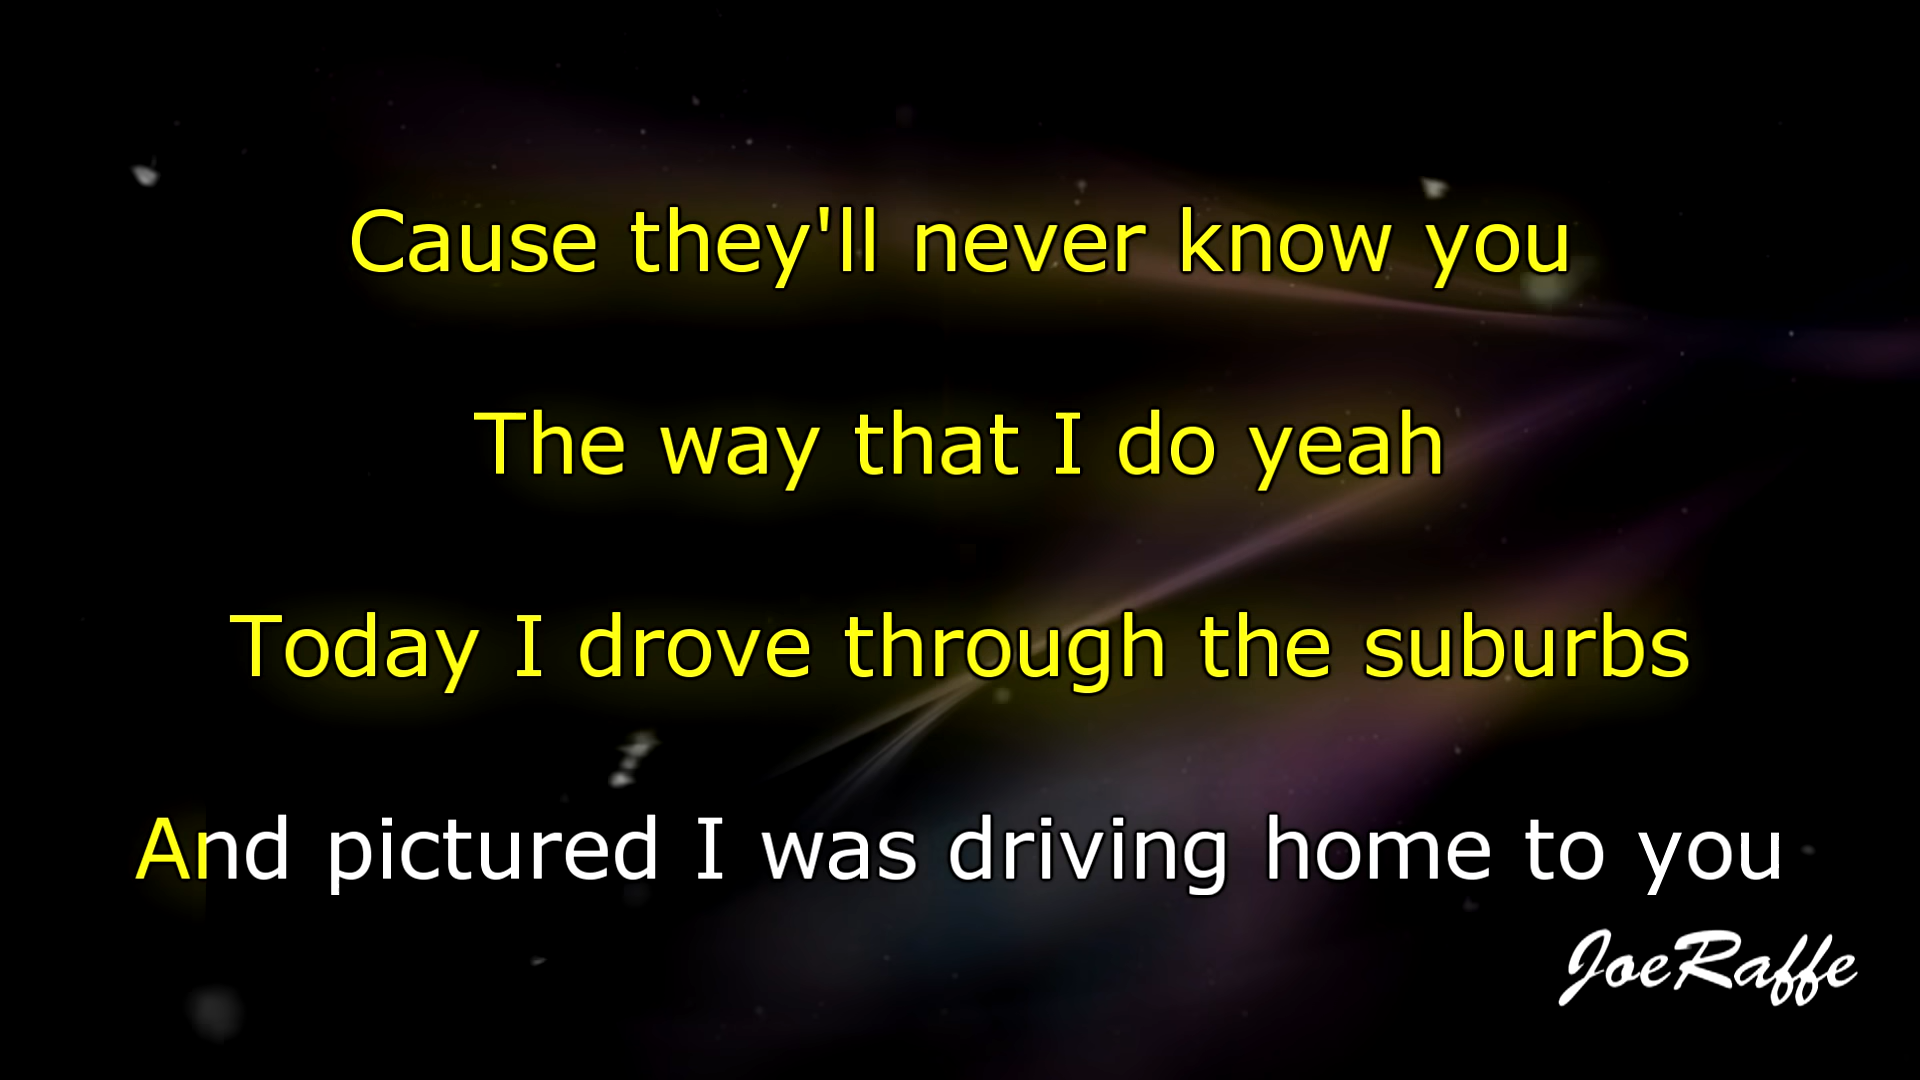 Cause they'll never know you
The way that I do yeah
Today I drove through the suburbs
And pictured I was driving home to you
JoeRaffe